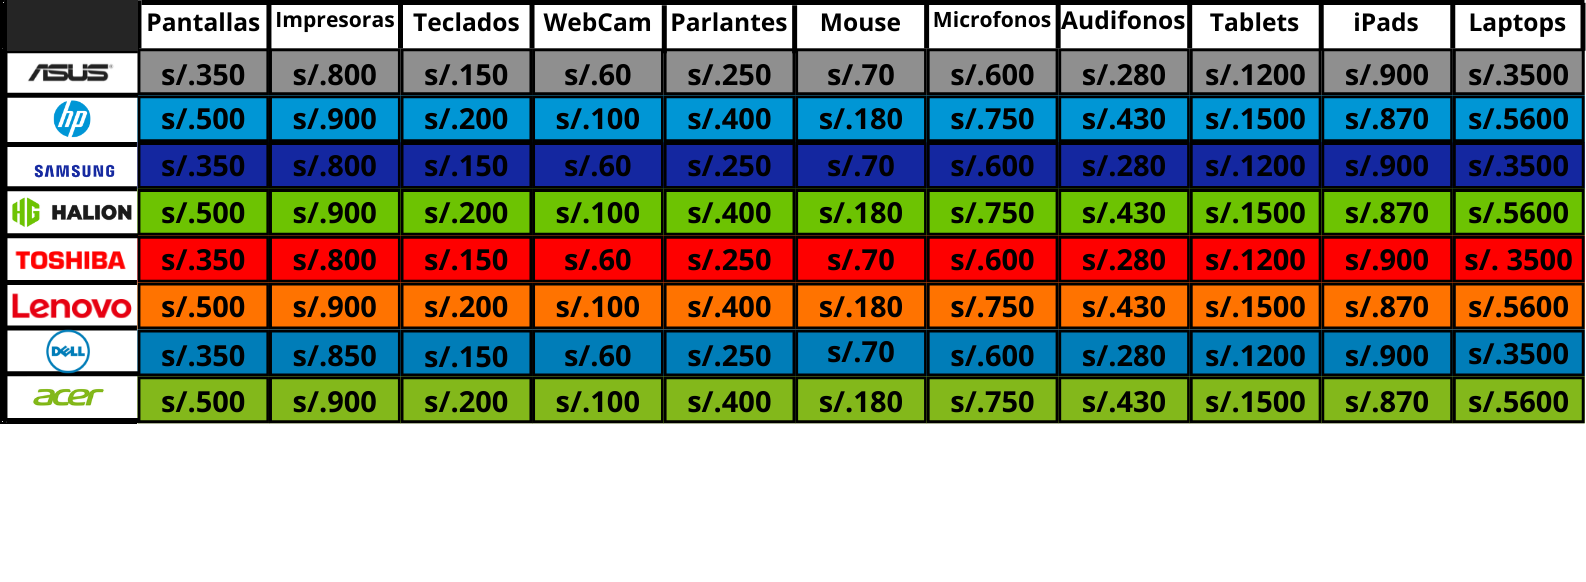 Pantallas Impresoras Teclados WebCam Parlantes Mouse Microfonos Audifonos Tablets iPads Laptops
ASUS s/.350 s/.800 s/.150 s/.60 s/.250 s/.70 s/.600 s/.280 s/.1200 s/.900 s/.3500
hp s/.500 s/.900 s/.200 s/.100 s/.400 s/.180 s/.750 s/.430 s/.1500 s/.870 s/.5600
SAMSUNG s/.350 s/.800 s/.150 s/.60 s/.250 s/.70 s/.600 s/.280 s/.1200 s/.900 s/.3500
HG HALION s/.500 s/.900 s/.200 s/.100 s/.400 s/.180 s/.750 s/.430 s/.1500 s/.870 s/.5600
TOSHIBA s/.350 s/.800 s/.150 s/.60 s/.250 s/.70 s/.600 s/.280 s/.1200 s/.900 s/. 3500
Lenovo s/.500 s/.900 s/.200 s/.100 s/.400 s/.180 s/.750 s/.430 s/.1500 s/.870 s/.5600
DELL s/.350 s/.850 s/.150 s/.60 s/.250 s/.70 s/.600 s/.280 s/.1200 s/.900 s/.3500
acer s/.500 s/.900 s/.200 s/.100 s/.400 s/.180 s/.750 s/.430 s/.1500 s/.870 s/.5600